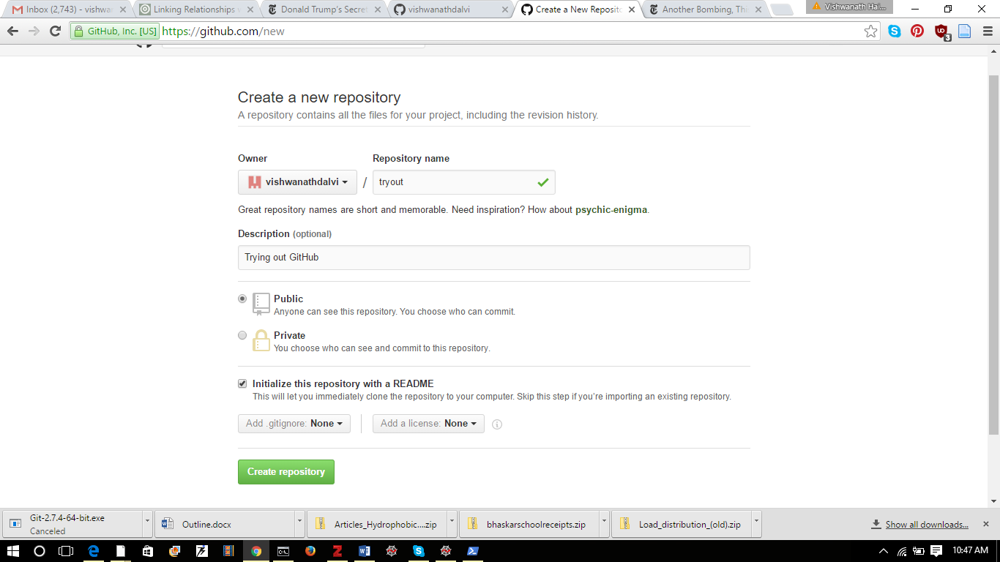 Inbox (2,743) - vishwan
Linking Relationships v
Donald Trump's Secret
vishwanathdalvi
Create a New Reposito
Another Bombing, Thi
Vishwanath Hai...
GitHub, Inc. [US]
https://github.com/new
3
Create a new repository
A repository contains all the files for your project, including the revision history.
Owner
Repository name
vishwanathdalvi
/
tryout
Great repository names are short and memorable. Need inspiration? How about psychic-enigma.
Description (optional)
Trying out GitHub
Public
Anyone can see this repository. You choose who can commit.
Private
You choose who can see and commit to this repository.
Initialize this repository with a README
This will let you immediately clone the repository to your computer. Skip this step if you're importing an existing repository.
Add .gitignore: None
Add a license: None
Create repository
Git-2.7.4-64-bit.exe
Canceled
Outline.docx
Articles_Hydrophobic....zip
bhaskarschoolreceipts.zip
Load_distribution_(old).zip
Show all downloads...
10:47 AM